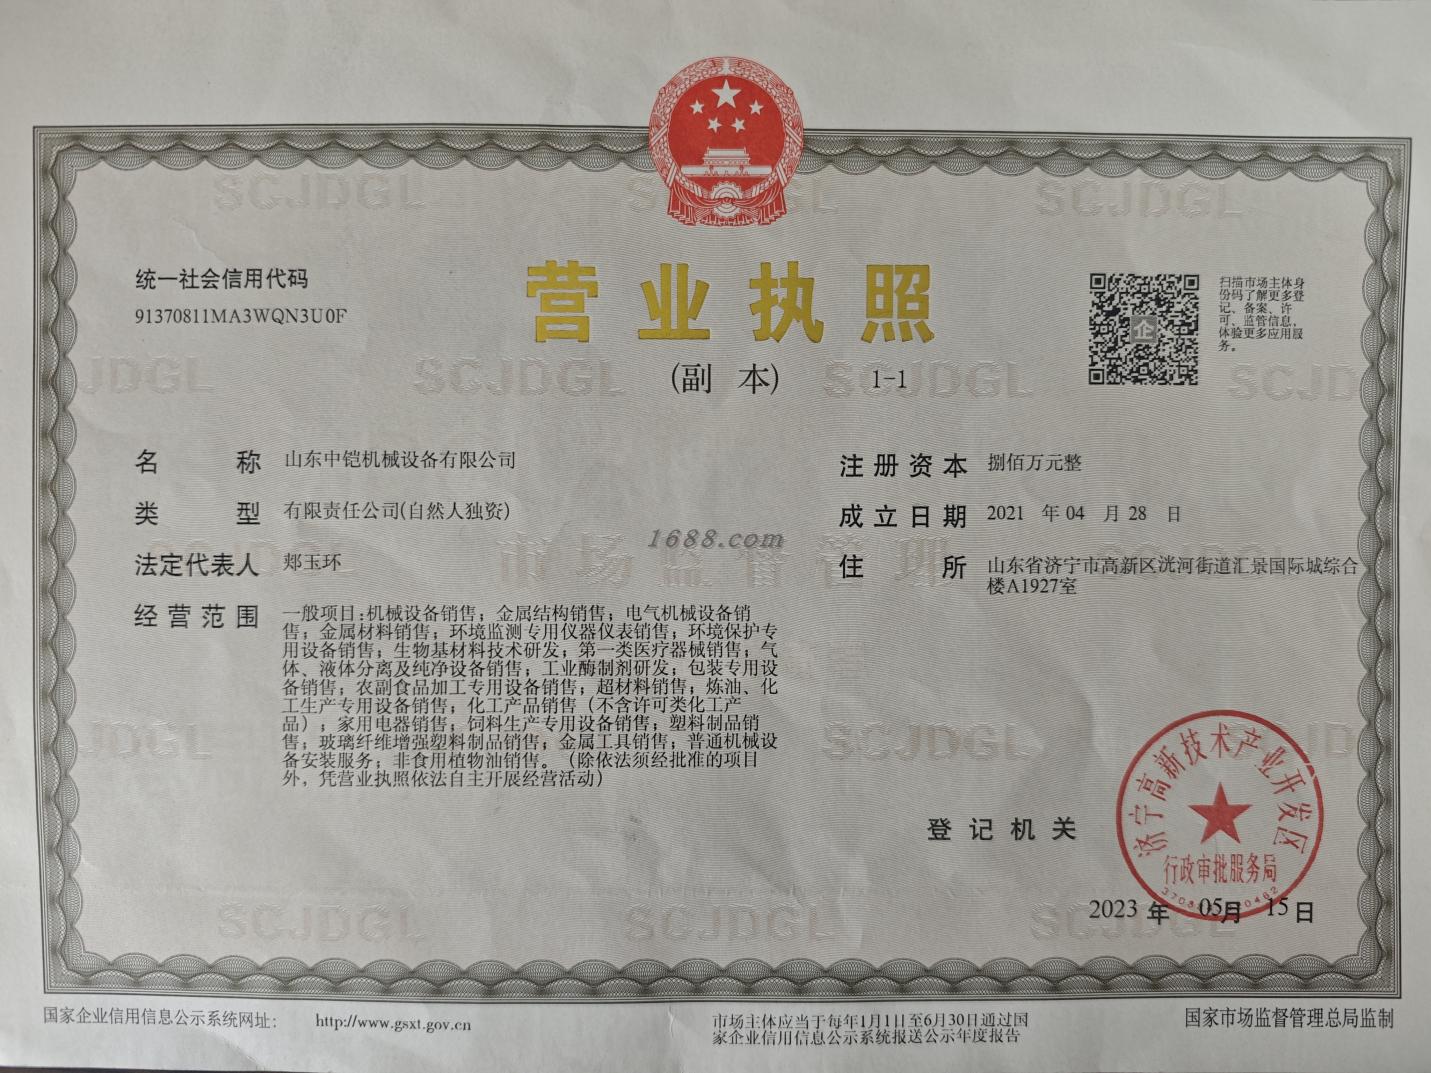 统一社会信用代码
91370811MA3WQN3U0F
营业执照
(副 本) 1-1
扫描市场主体身
份码了解更多登
记、备案、许
可、监管信息,
体验更多应用服
务。
名 称 山东中铠机械设备有限公司
类 型 有限责任公司(自然人独资)
法定代表人 郏玉环
经营范围 一般项目:机械设备销售;金属结构销售;电气机械设备销
售;金属材料销售;环境监测专用仪器仪表销售;环境保护专
用设备销售;生物基材料技术研发;第一类医疗器械销售;气
体、液体分离及纯净设备销售;工业酶制剂研发;包装专用设
备销售;农副食品加工专用设备销售;超材料销售;炼油、化
工生产专用设备销售;化工产品销售(不含许可类化工产
品);家用电器销售;饲料生产专用设备销售;塑料制品销
售;玻璃纤维增强塑料制品销售;金属工具销售;普通机械设
备安装服务;非食用植物油销售。(除依法须经批准的项目
外,凭营业执照依法自主开展经营活动)
注册资本 捌佰万元整
成立日期 2021 年 04 月 28 日
住 所 山东省济宁市高新区洸河街道汇景国际城综合
楼A1927室
1688.com
市场监督管理
SCJDGL
登记机关
济宁高新技术产业开发区
行政审批服务局
2023 年 05月 15日
国家企业信用信息公示系统网址: http://www.gsxt.gov.cn
市场主体应当于每年1月1日至6月30日通过国
家企业信用信息公示系统报送公示年度报告
国家市场监督管理总局监制